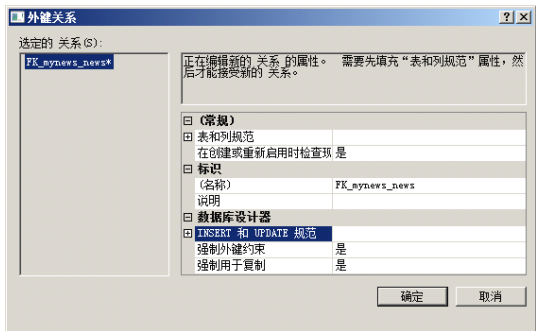 外键关系
选定的 关系(S):
FK_mynews_news*
正在编辑新的 关系 的属性。 需要先填充“表和列规范”属性，然
后才能接受新的 关系。
(常规)
表和列规范
在创建或重新启用时检查现 是
标识
(名称) FK_mynews_news
说明
数据库设计器
INSERT 和 UPDATE 规范
强制外键约束 是
强制用于复制 是
确定 取消